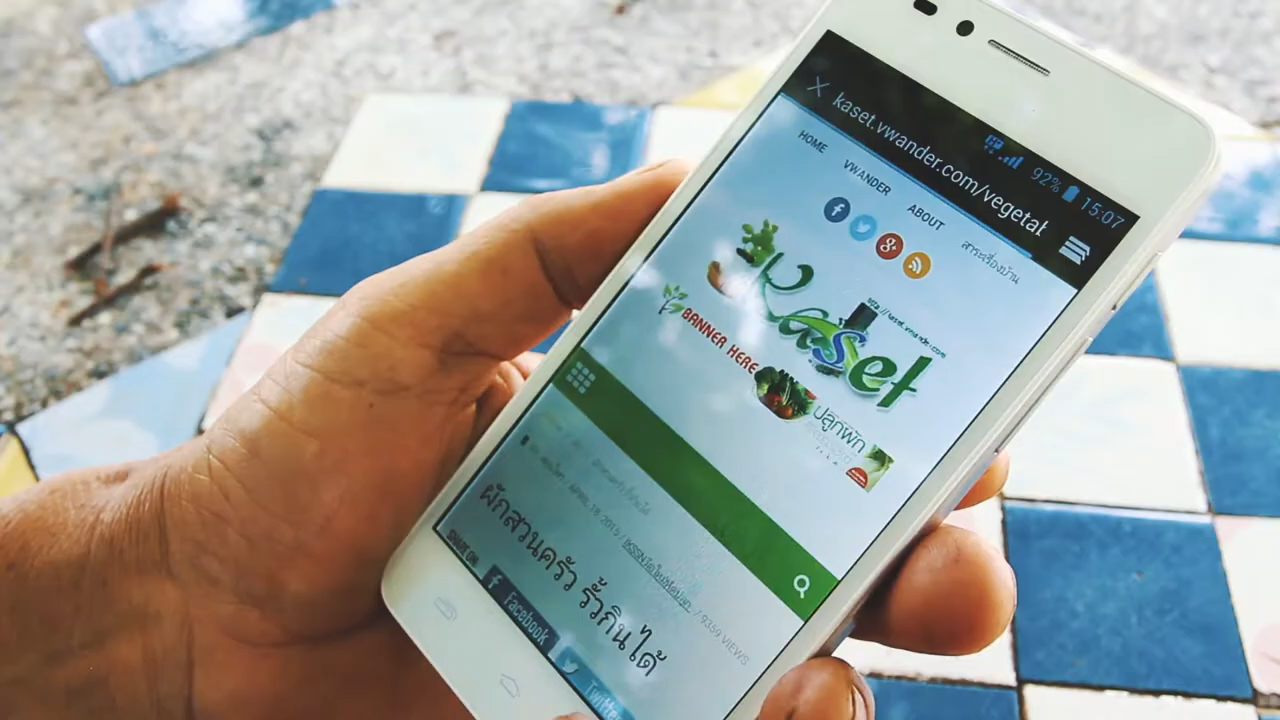 92% 15:07
kaset.vwander.com/vegetab
HOME VWANDER ABOUT สาระเรื่องบ้าน
Kaset
BANNER HERE
ปลูกผัก
/ APRIL 18, 2015 / / 9359 VIEWS
ผักสวนครัว รั้วกินได้
SHARE ON:
Facebook
Twitter